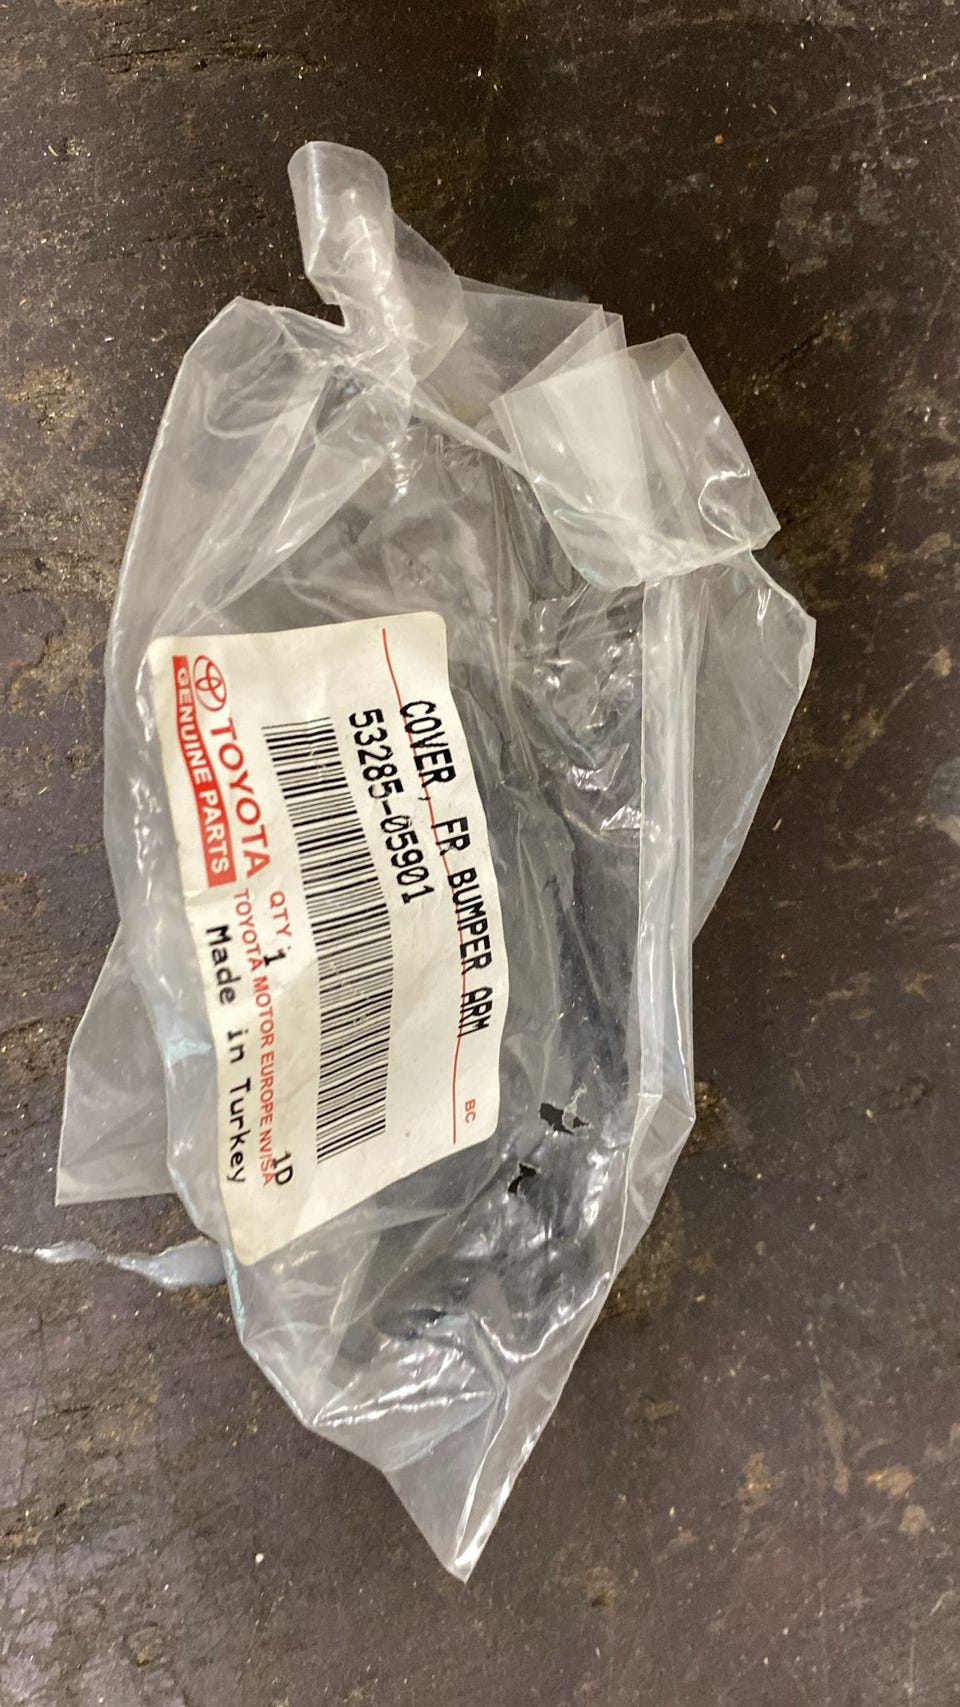 COVER, FR BUMPER ARM
BC
53285-05901
TOYOTA
GENUINE PARTS
QTY : 1
1D
TOYOTA MOTOR EUROPE NV/SA
Made in Turkey